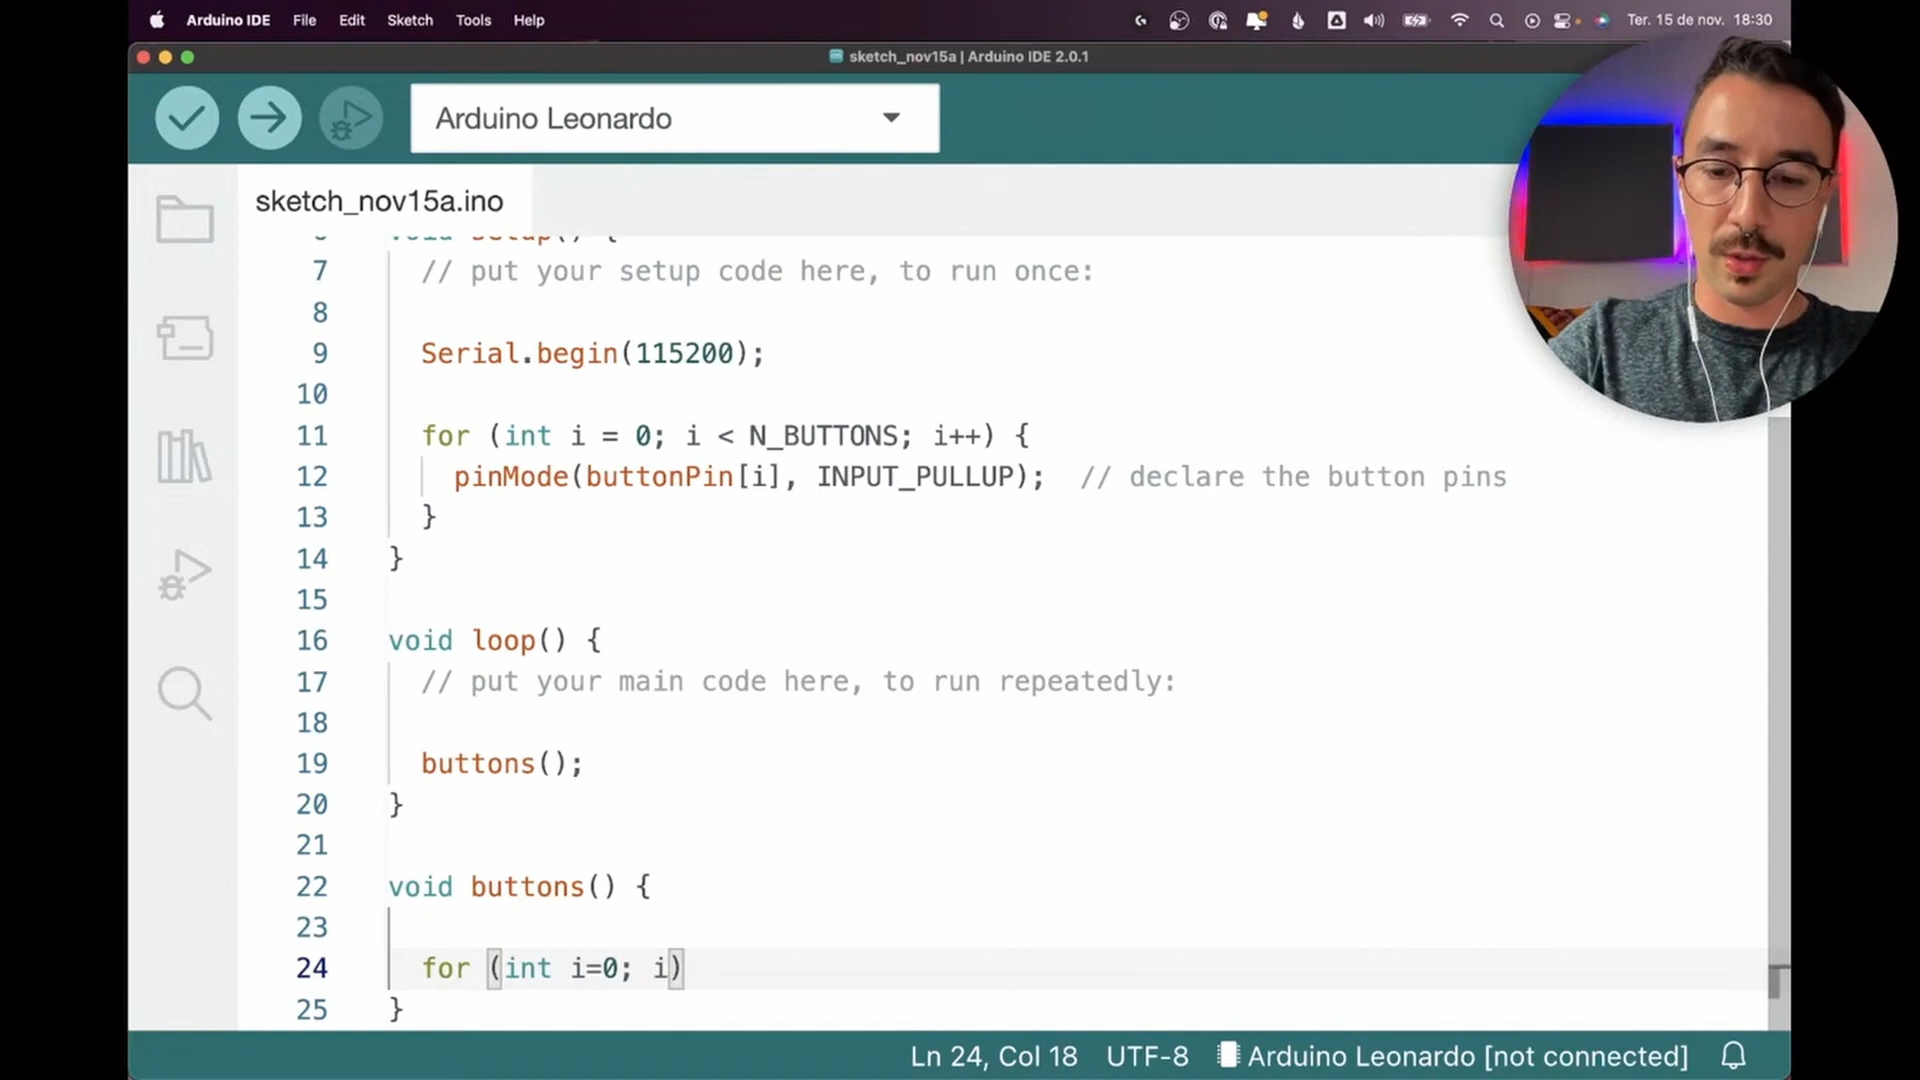 Arduino IDE File Edit Sketch Tools Help Ter. 15 de nov. 18:30
sketch_nov15a | Arduino IDE 2.0.1
Arduino Leonardo
sketch_nov15a.ino
6 void setup() {
7 // put your setup code here, to run once:
8
9 Serial.begin(115200);
10
11 for (int i = 0; i < N_BUTTONS; i++) {
12 pinMode(buttonPin[i], INPUT_PULLUP); // declare the button pins
13 }
14 }
15
16 void loop() {
17 // put your main code here, to run repeatedly:
18
19 buttons();
20 }
21
22 void buttons() {
23
24 for (int i=0; i)
25 }
Ln 24, Col 18 UTF-8 Arduino Leonardo [not connected]